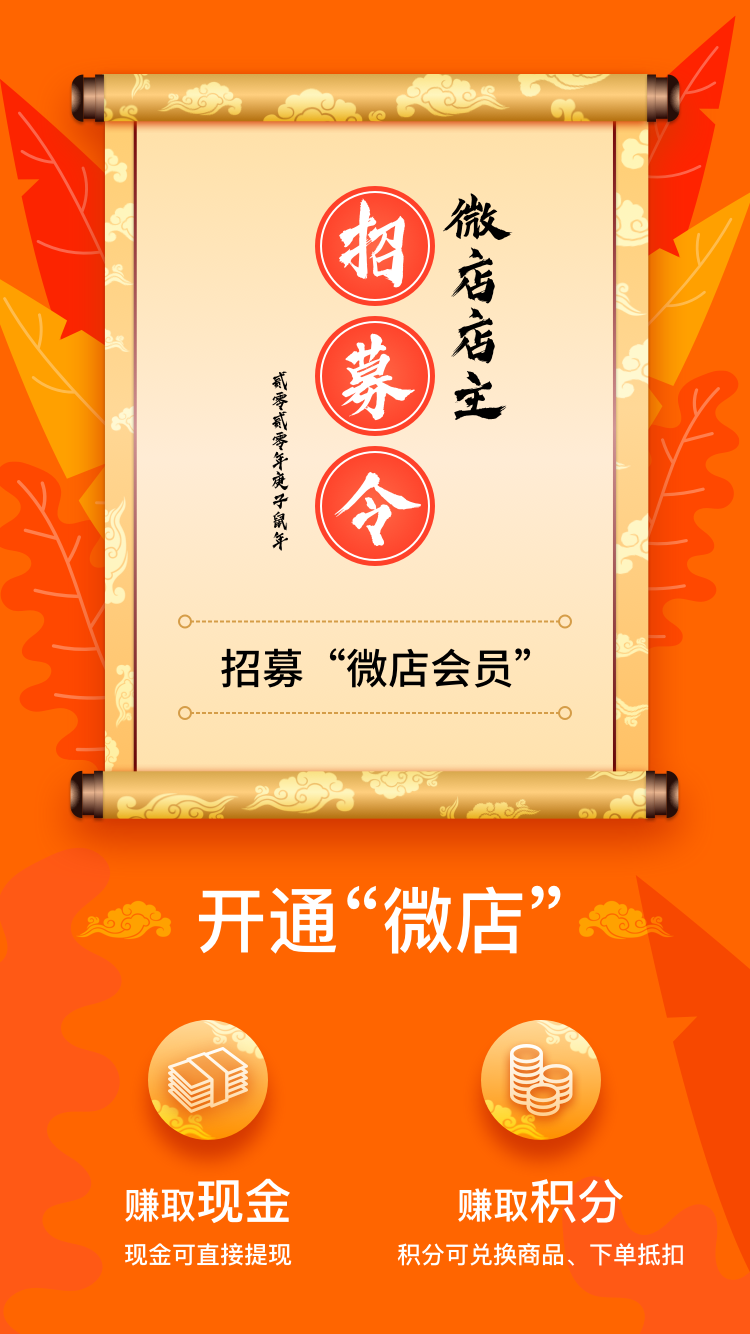 微店店主
招募令
贰零贰零年庚子鼠年
招募“微店会员”
开通“微店”
赚取现金
现金可直接提现
赚取积分
积分可兑换商品、下单抵扣